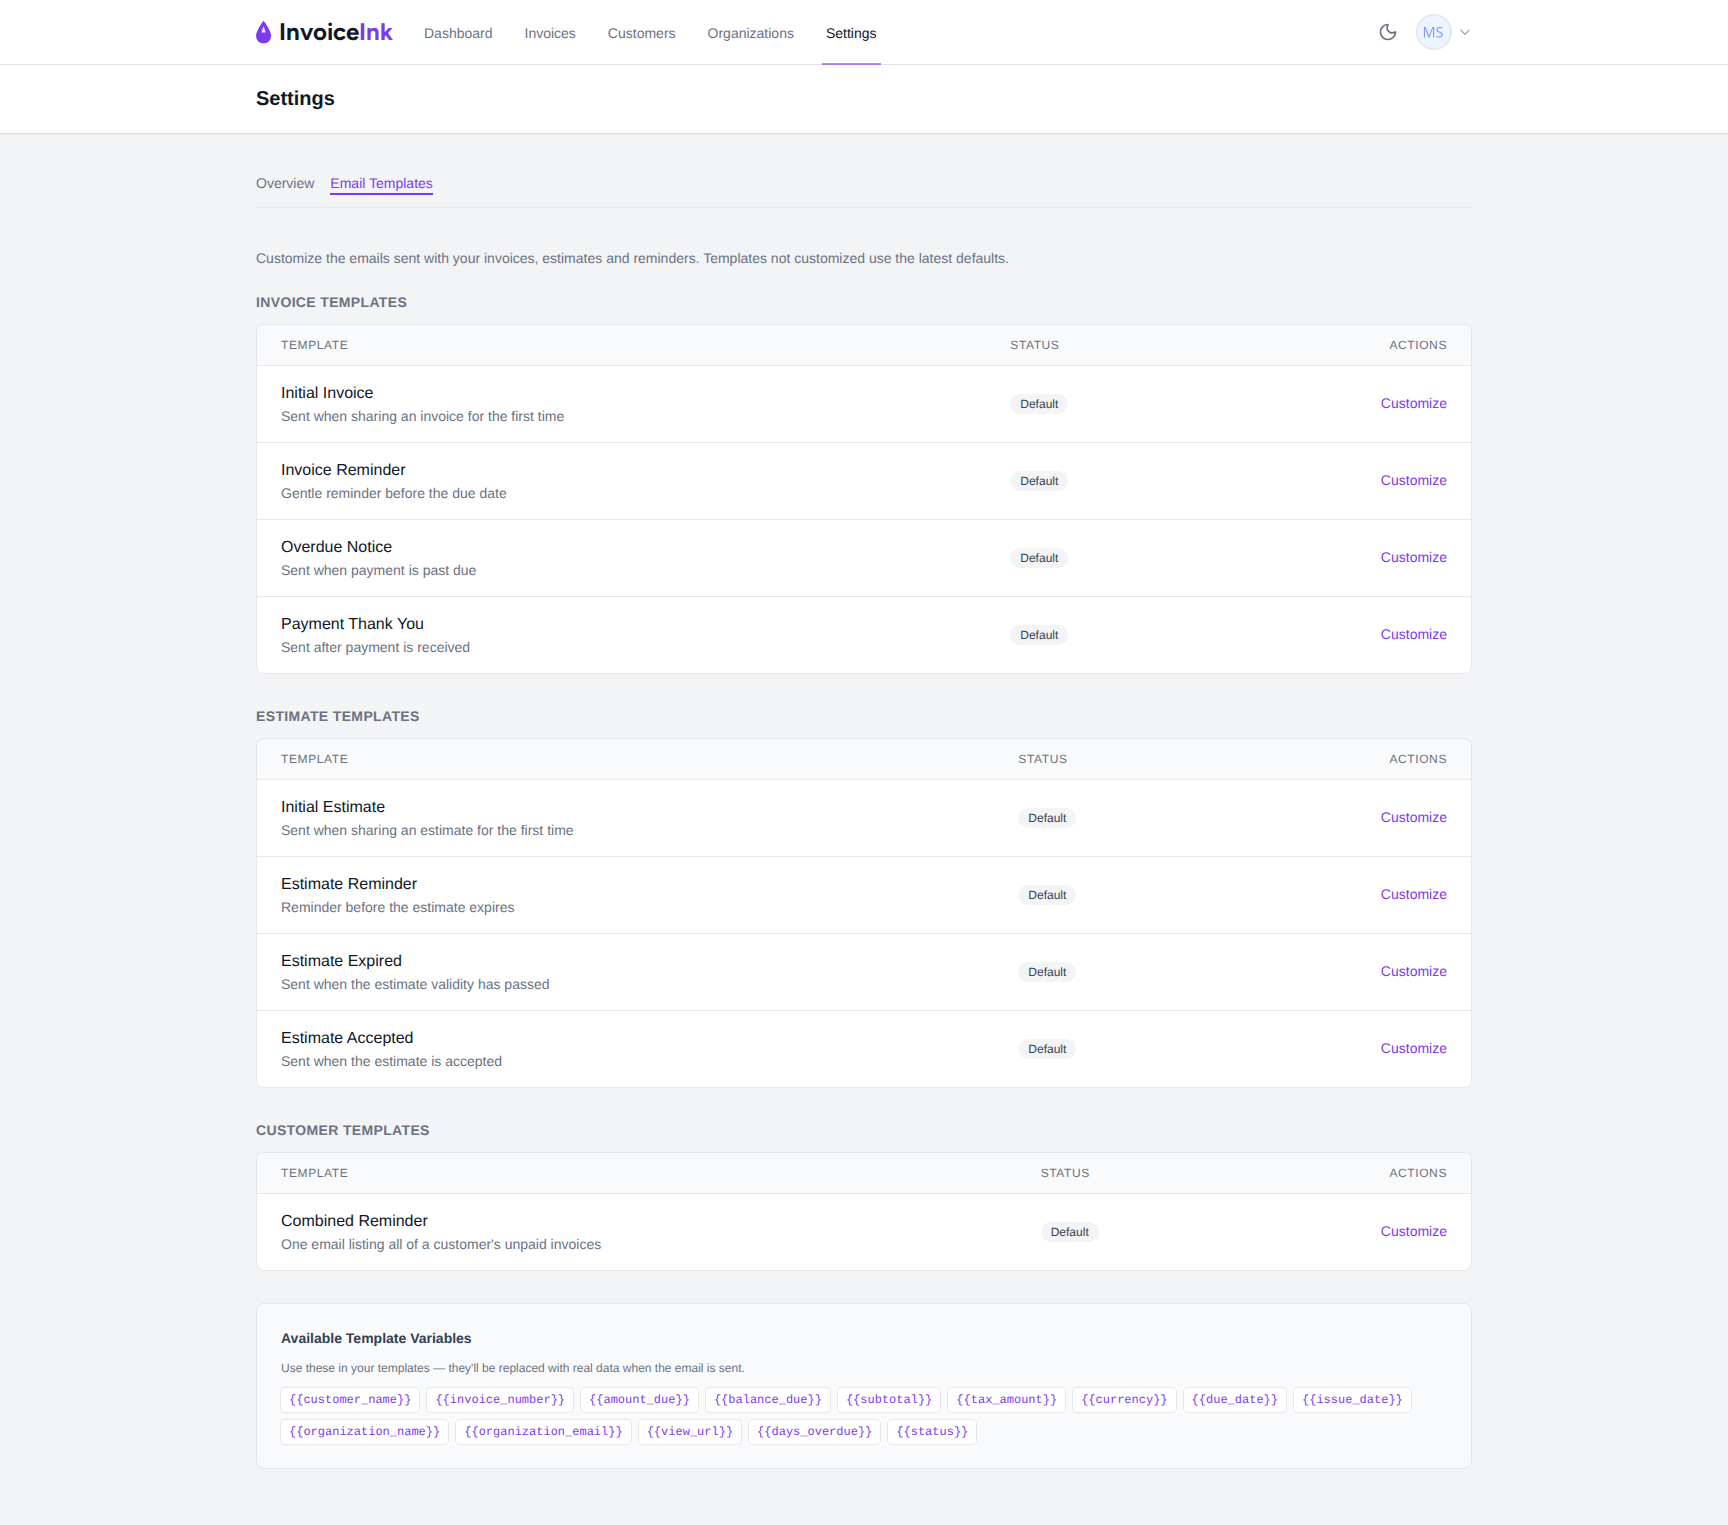 InvoiceInk Dashboard Invoices Customers Organizations Settings MS
Settings
Overview Email Templates
Customize the emails sent with your invoices, estimates and reminders. Templates not customized use the latest defaults.
INVOICE TEMPLATES
TEMPLATE STATUS ACTIONS
Initial Invoice
Sent when sharing an invoice for the first time
Default Customize
Invoice Reminder
Gentle reminder before the due date
Default Customize
Overdue Notice
Sent when payment is past due
Default Customize
Payment Thank You
Sent after payment is received
Default Customize
ESTIMATE TEMPLATES
TEMPLATE STATUS ACTIONS
Initial Estimate
Sent when sharing an estimate for the first time
Default Customize
Estimate Reminder
Reminder before the estimate expires
Default Customize
Estimate Expired
Sent when the estimate validity has passed
Default Customize
Estimate Accepted
Sent when the estimate is accepted
Default Customize
CUSTOMER TEMPLATES
TEMPLATE STATUS ACTIONS
Combined Reminder
One email listing all of a customer's unpaid invoices
Default Customize
Available Template Variables
Use these in your templates — they'll be replaced with real data when the email is sent.
{{customer_name}} {{invoice_number}} {{amount_due}} {{balance_due}} {{subtotal}} {{tax_amount}} {{currency}} {{due_date}} {{issue_date}}
{{organization_name}} {{organization_email}} {{view_url}} {{days_overdue}} {{status}}